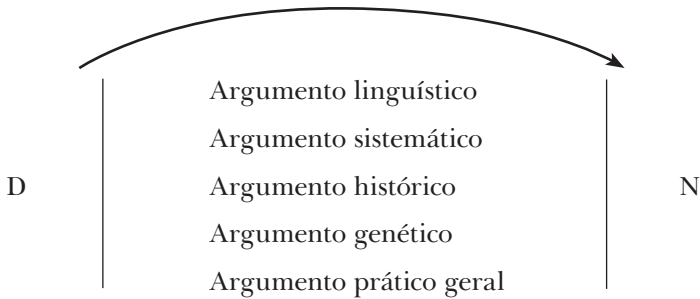 Argumento linguístico
Argumento sistemático
D Argumento histórico N
Argumento genético
Argumento prático geral